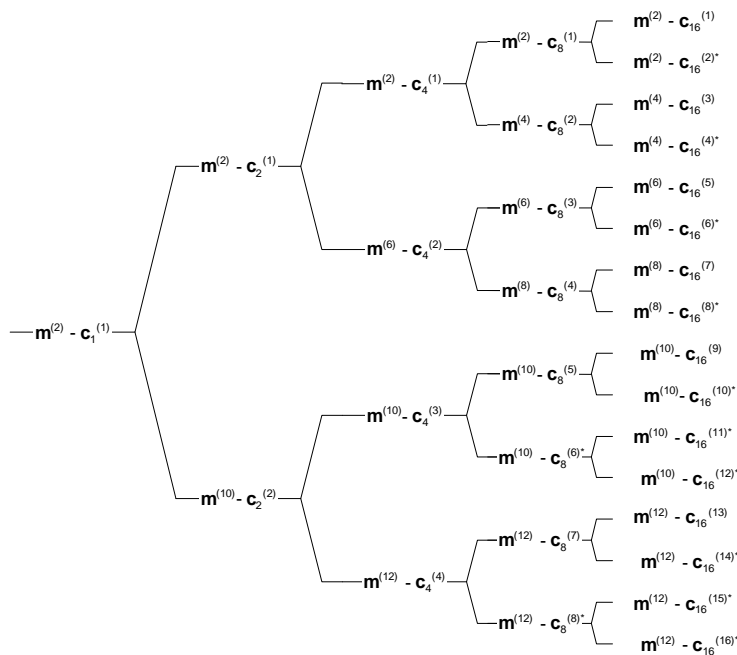 m(2) - c16(1)
m(2) - c8(1)
m(2) - c16(2)*
m(2) - c4(1)
m(4) - c16(3)
m(4) - c8(2)
m(4) - c16(4)*
m(2) - c2(1)
m(6) - c16(5)
m(6) - c8(3)
m(6) - c16(6)*
m(6) - c4(2)
m(8) - c16(7)
m(8) - c8(4)
m(8) - c16(8)*
m(2) - c1(1)
m(10)- c16(9)
m(10)- c8(5)
m(10)- c16(10)*
m(10)- c4(3)
m(10) - c16(11)*
m(10) - c8(6)*
m(10) - c16(12)*
m(10)- c2(2)
m(12) - c16(13)
m(12) - c8(7)
m(12) - c16(14)*
m(12) - c4(4)
m(12) - c16(15)*
m(12) - c8(8)*
m(12) - c16(16)*